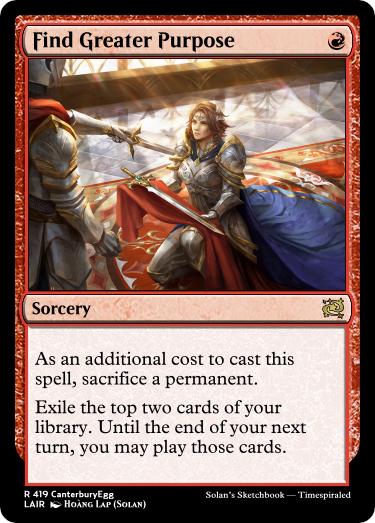 Find Greater Purpose
Sorcery
As an additional cost to cast this
spell, sacrifice a permanent.
Exile the top two cards of your
library. Until the end of your next
turn, you may play those cards.
R 419 CanterburyEgg
Solan's Sketchbook — Timespiraled
LAIR Hoàng Lap (Solan)